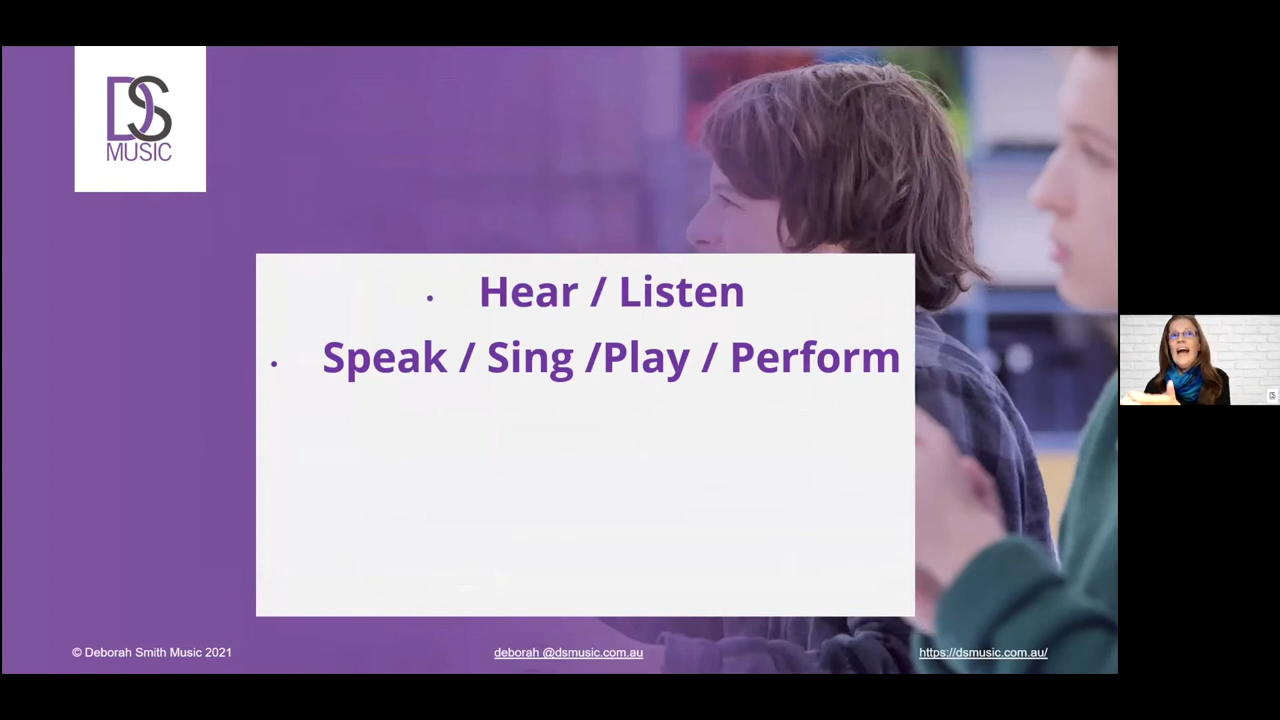 DS
MUSIC
• Hear / Listen
• Speak / Sing /Play / Perform
© Deborah Smith Music 2021
deborah @dsmusic.com.au
https://dsmusic.com.au/
DS